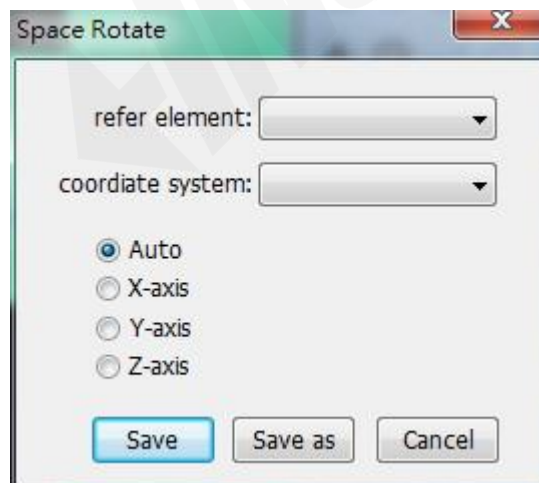 Space Rotate
refer element:
coordiate system:
Auto
X-axis
Y-axis
Z-axis
Save Save as Cancel